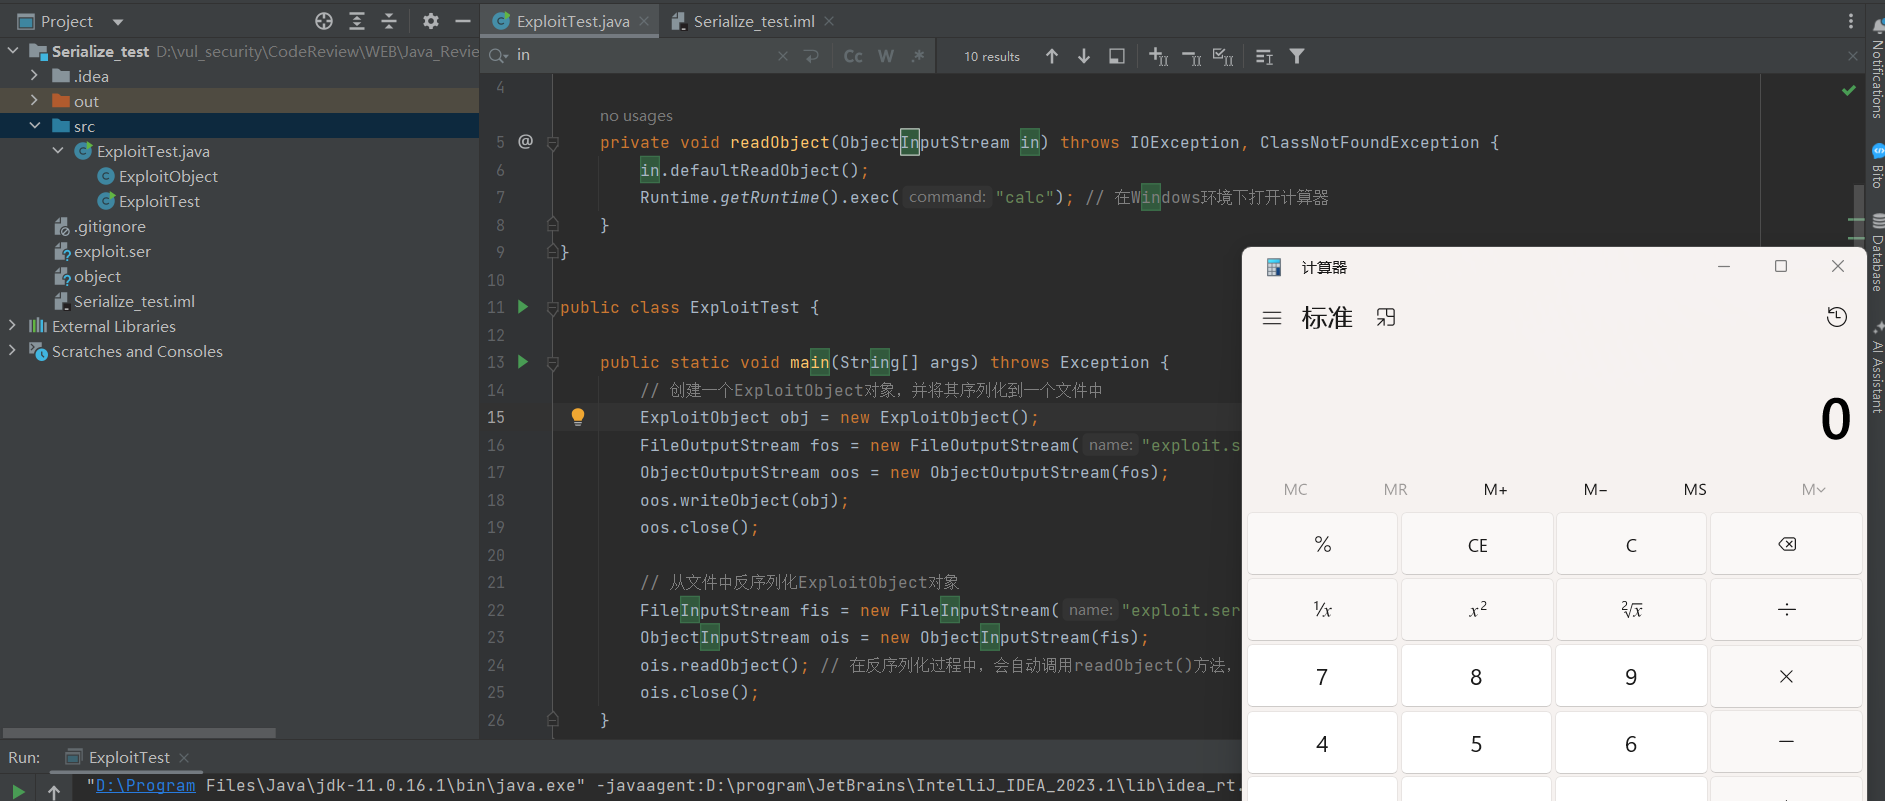 Project
ExploitTest.java
Serialize_test.iml
Serialize_test D:\vul_security\CodeReview\WEB\Java_Revie
.idea
out
src
ExploitTest.java
ExploitObject
ExploitTest
.gitignore
exploit.ser
object
Serialize_test.iml
External Libraries
Scratches and Consoles
in
Cc W .*
10 results
4
no usages
5 @ private void readObject(ObjectInputStream in) throws IOException, ClassNotFoundException {
6 in.defaultReadObject();
7 Runtime.getRuntime().exec( command: "calc"); // 在Windows环境下打开计算器
8 }
9 }
10
11 public class ExploitTest {
12
13 public static void main(String[] args) throws Exception {
14 // 创建一个ExploitObject对象，并将其序列化到一个文件中
15 ExploitObject obj = new ExploitObject();
16 FileOutputStream fos = new FileOutputStream( name: "exploit.s
17 ObjectOutputStream oos = new ObjectOutputStream(fos);
18 oos.writeObject(obj);
19 oos.close();
20
21 // 从文件中反序列化ExploitObject对象
22 FileInputStream fis = new FileInputStream( name: "exploit.ser
23 ObjectInputStream ois = new ObjectInputStream(fis);
24 ois.readObject(); // 在反序列化过程中，会自动调用readObject()方法，
25 ois.close();
26 }
计算器
标准
0
MC MR M+ M− MS M
% CE C
¹/x x² ²√x ÷
7 8 9 ×
4 5 6 −
Notifications
Bito
Database
AI Assistant
Run: ExploitTest
"D:\Program Files\Java\jdk-11.0.16.1\bin\java.exe" -javaagent:D:\program\JetBrains\IntelliJ_IDEA_2023.1\lib\idea_rt.